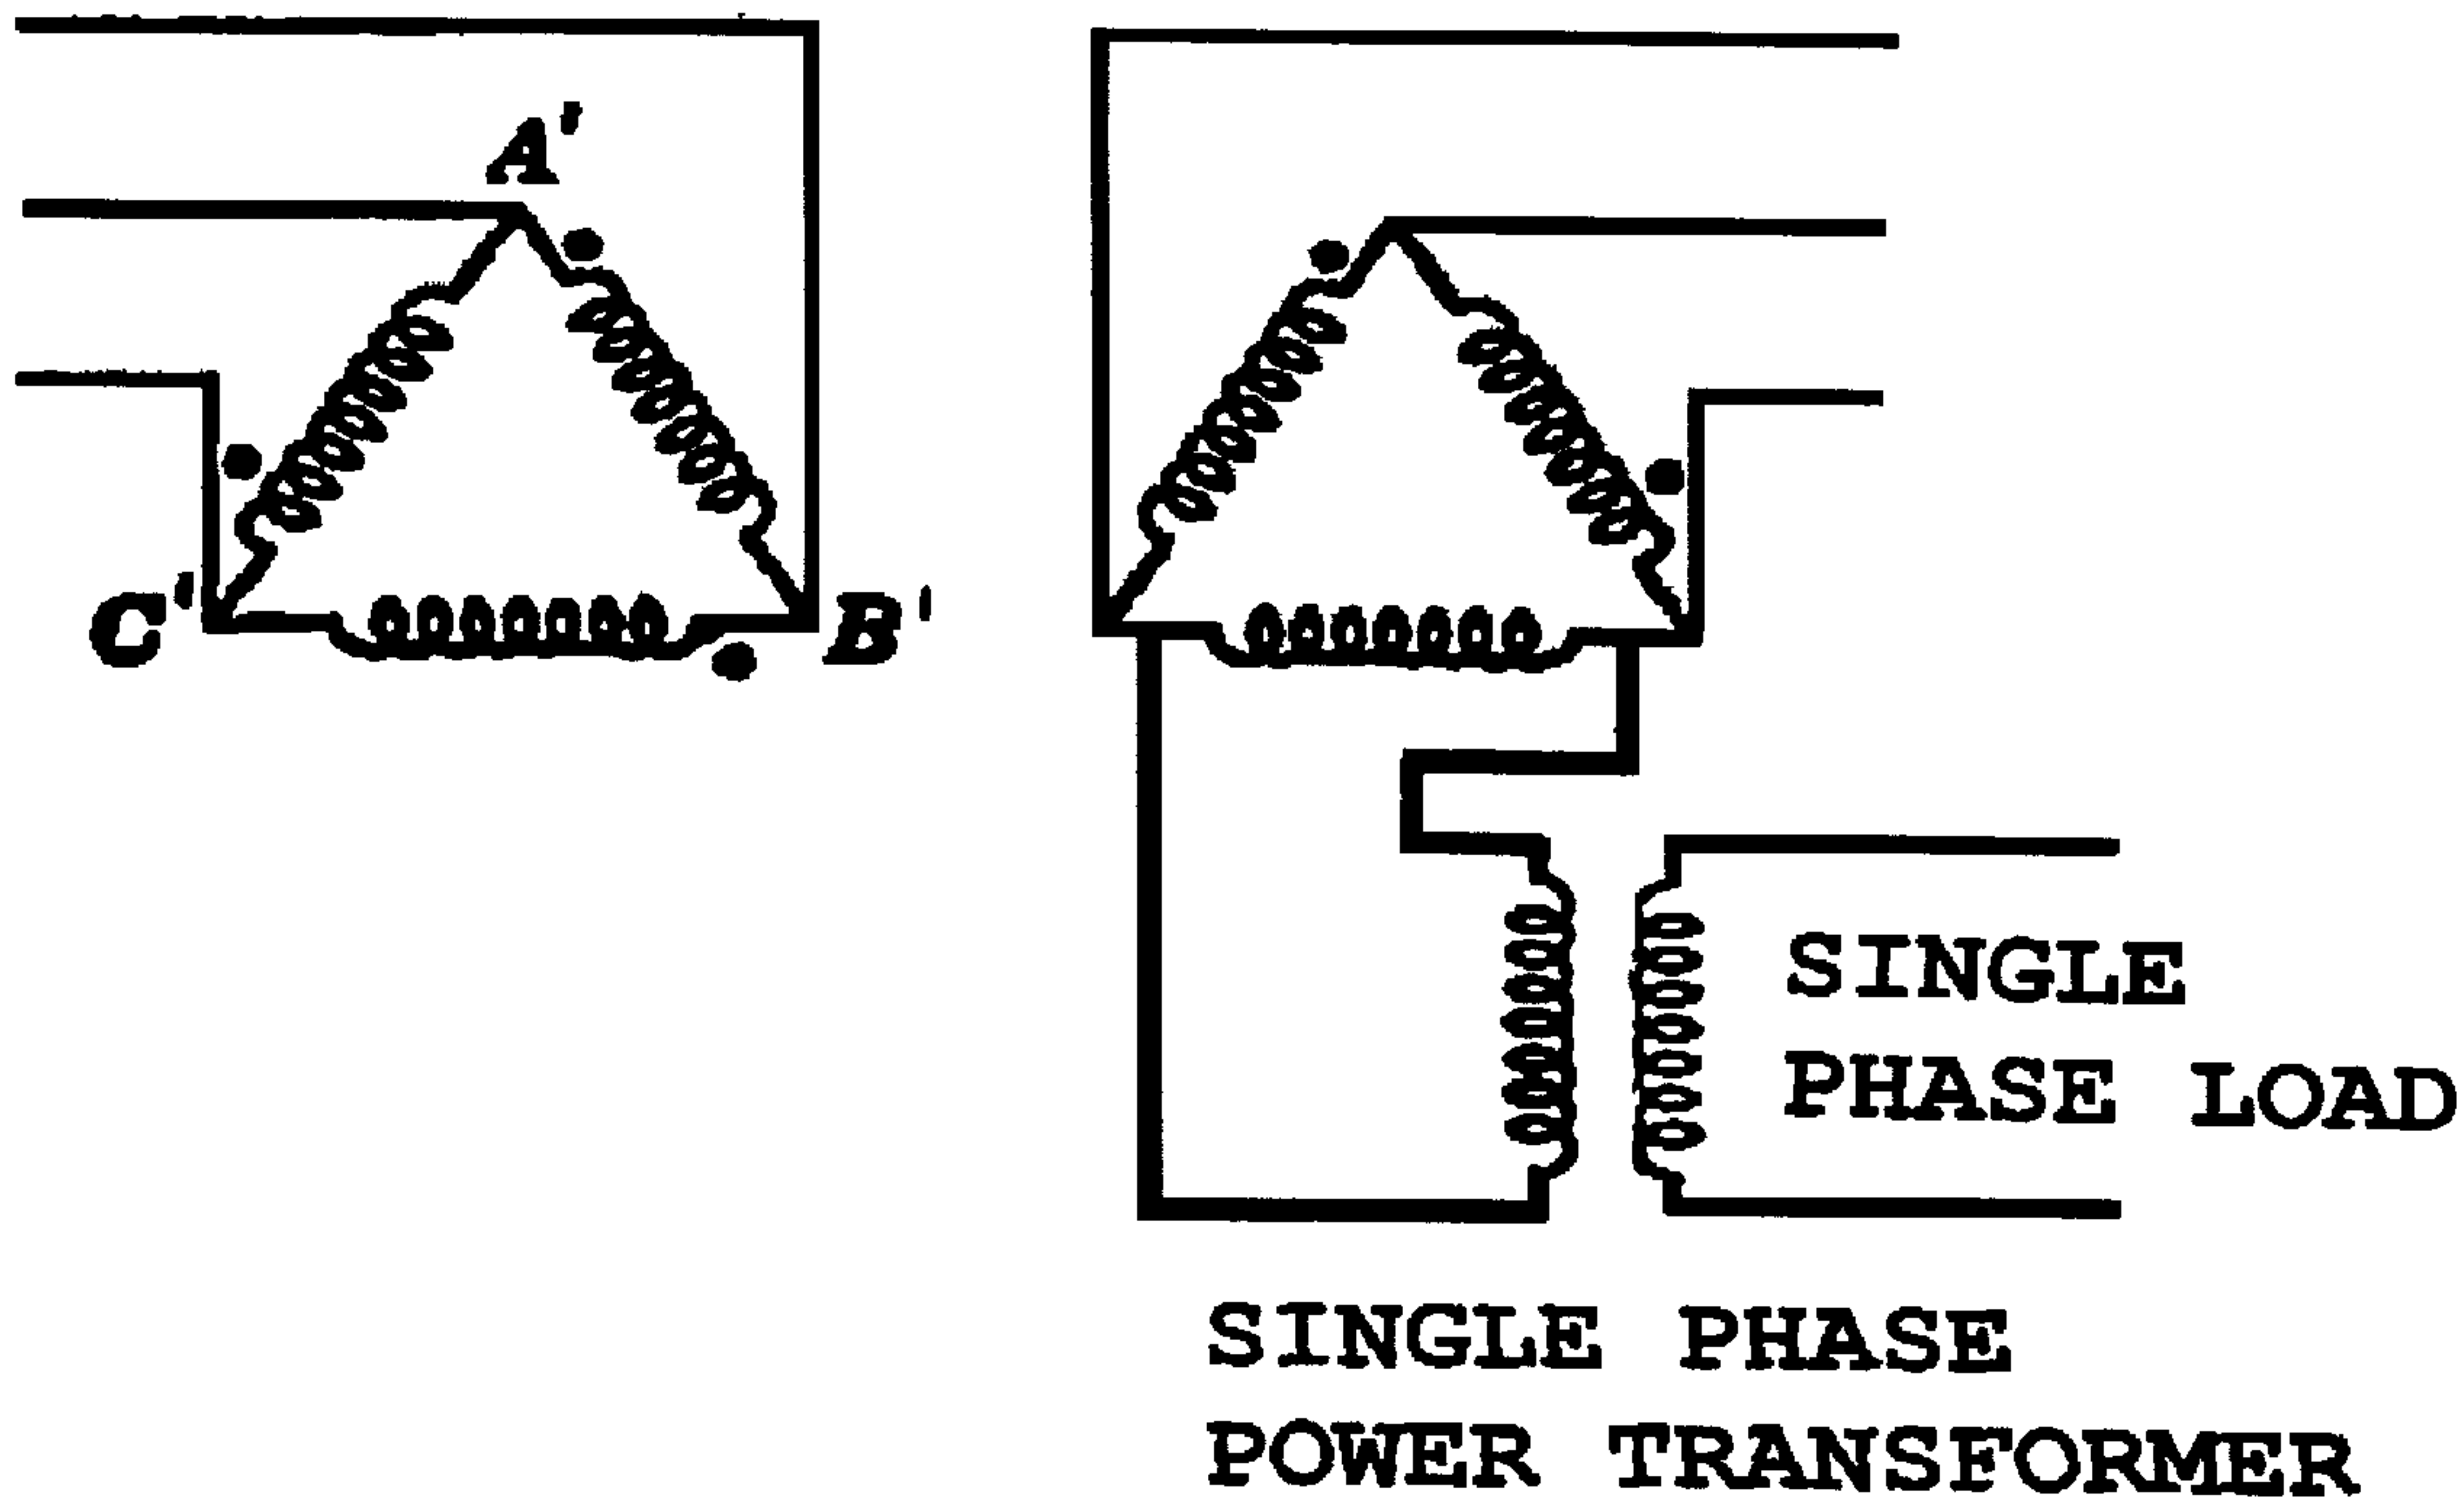 A'
C'
B'
SINGLE
PHASE LOAD
SINGLE PHASE
POWER TRANSFORMER